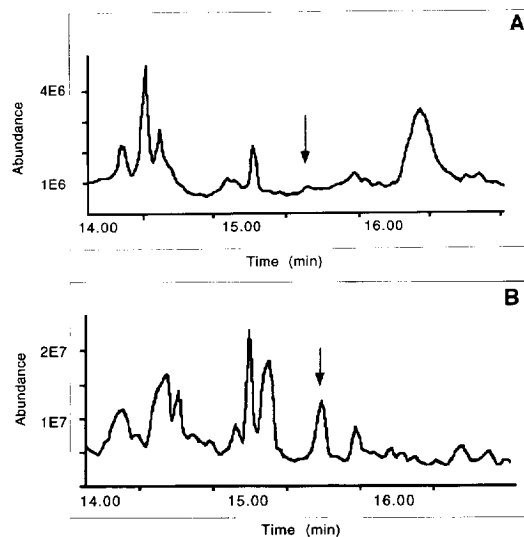 A
Abundance
4E6
1E6
14.00 15.00 16.00
Time (min)
B
Abundance
2E7
1E7
14.00 15.00 16.00
Time (min)